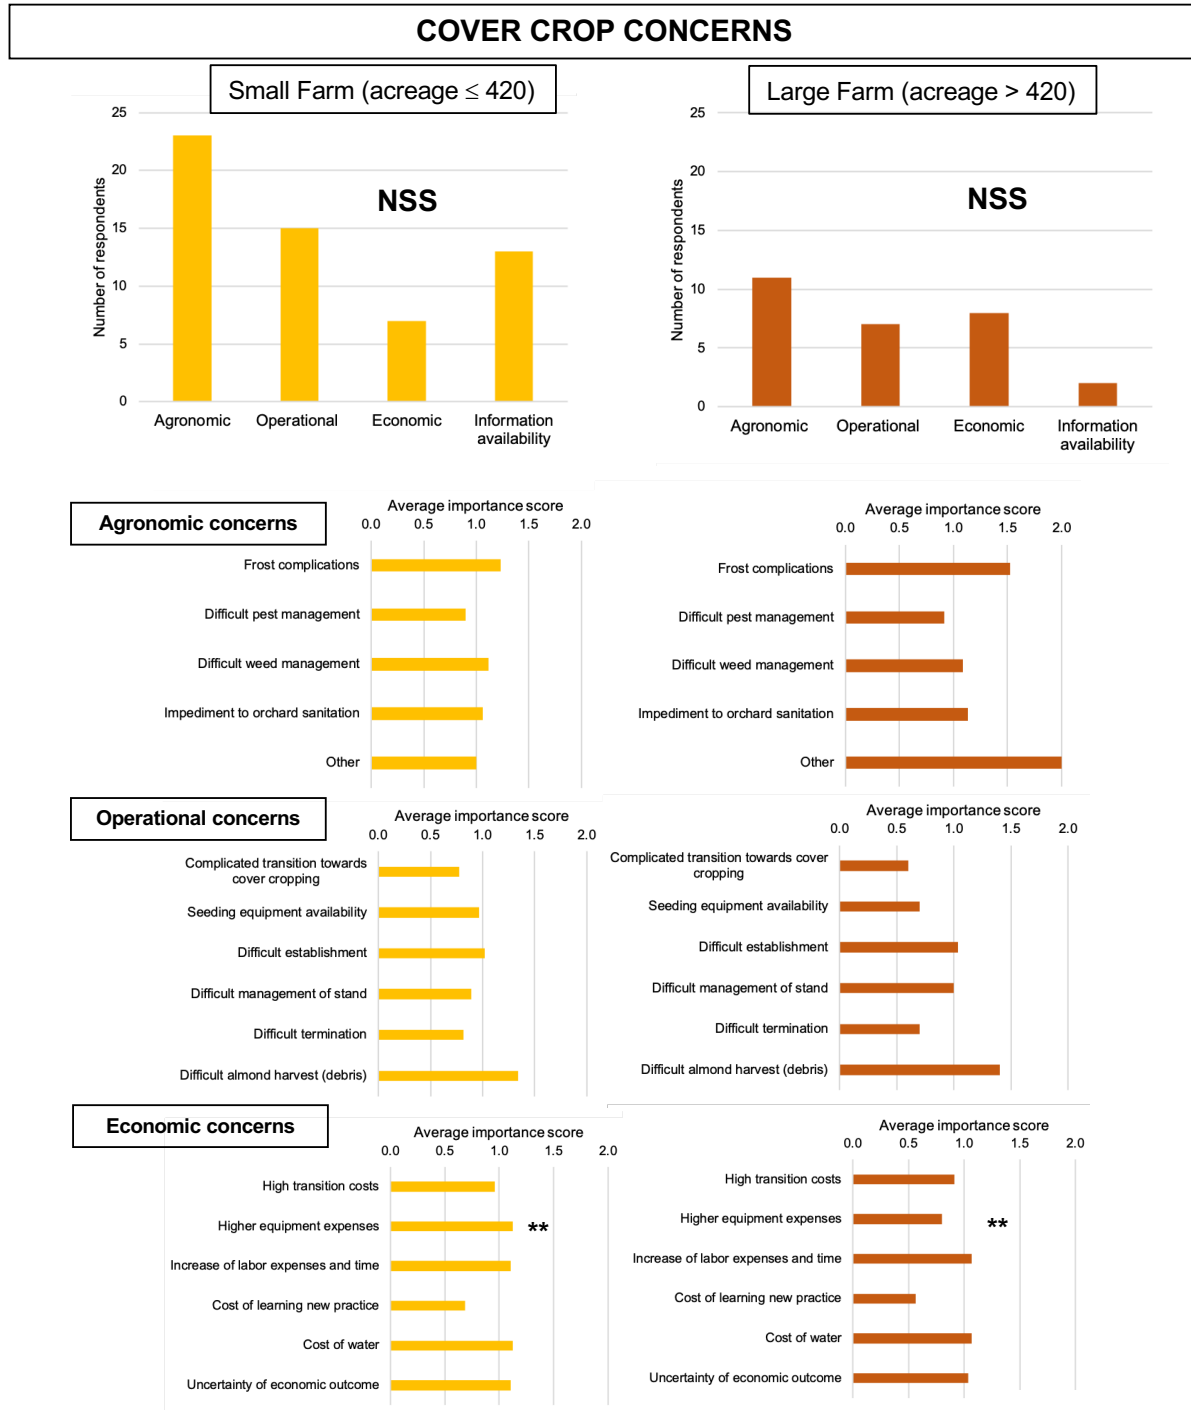 COVER CROP CONCERNS
Small Farm (acreage ≤ 420)
Number of respondents
25
20
15
10
5
0
NSS
Agronomic
Operational
Economic
Information
availability
Large Farm (acreage > 420)
Number of respondents
25
20
15
10
5
0
NSS
Agronomic
Operational
Economic
Information
availability
Agronomic concerns
Average importance score
0.0 0.5 1.0 1.5 2.0
Frost complications
Difficult pest management
Difficult weed management
Impediment to orchard sanitation
Other
Average importance score
0.0 0.5 1.0 1.5 2.0
Frost complications
Difficult pest management
Difficult weed management
Impediment to orchard sanitation
Other
Operational concerns
Average importance score
0.0 0.5 1.0 1.5 2.0
Complicated transition towards
cover cropping
Seeding equipment availability
Difficult establishment
Difficult management of stand
Difficult termination
Difficult almond harvest (debris)
Average importance score
0.0 0.5 1.0 1.5 2.0
Complicated transition towards cover
cropping
Seeding equipment availability
Difficult establishment
Difficult management of stand
Difficult termination
Difficult almond harvest (debris)
Economic concerns
Average importance score
0.0 0.5 1.0 1.5 2.0
High transition costs
Higher equipment expenses **
Increase of labor expenses and time
Cost of learning new practice
Cost of water
Uncertainty of economic outcome
Average importance score
0.0 0.5 1.0 1.5 2.0
High transition costs
Higher equipment expenses **
Increase of labor expenses and time
Cost of learning new practice
Cost of water
Uncertainty of economic outcome